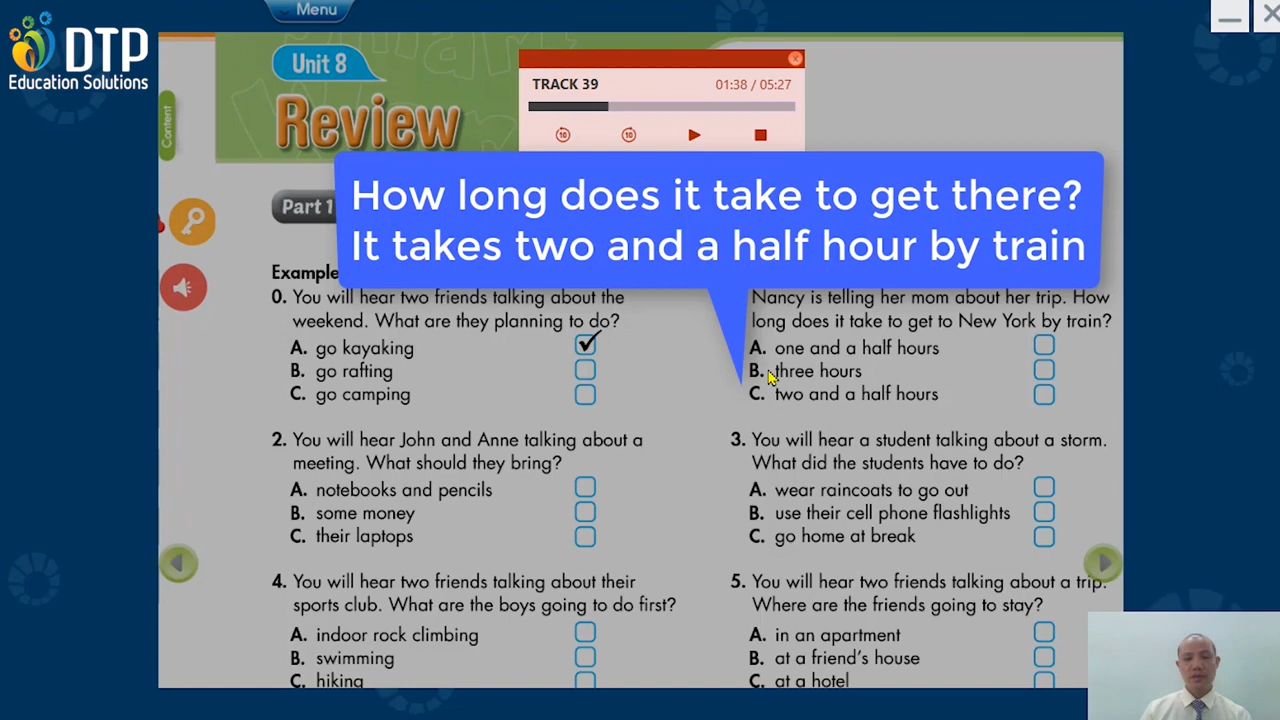 Menu
DTP
Education Solutions
Content
Unit 8
Review
TRACK 39
01:38 / 05:27
10
10
How long does it take to get there?
It takes two and a half hour by train
Part 1
Example
0. You will hear two friends talking about the
weekend. What are they planning to do?
A. go kayaking
B. go rafting
C. go camping
Nancy is telling her mom about her trip. How
long does it take to get to New York by train?
A. one and a half hours
B. three hours
C. two and a half hours
2. You will hear John and Anne talking about a
meeting. What should they bring?
A. notebooks and pencils
B. some money
C. their laptops
3. You will hear a student talking about a storm.
What did the students have to do?
A. wear raincoats to go out
B. use their cell phone flashlights
C. go home at break
4. You will hear two friends talking about their
sports club. What are the boys going to do first?
A. indoor rock climbing
B. swimming
C. hiking
5. You will hear two friends talking about a trip.
Where are the friends going to stay?
A. in an apartment
B. at a friend's house
C. at a hotel